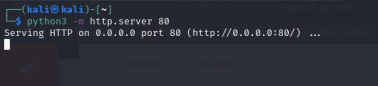 ┌──(kali㉿kali)-[~]
└─$ python3 -m http.server 80
Serving HTTP on 0.0.0.0 port 80 (http://0.0.0.0:80/) ...